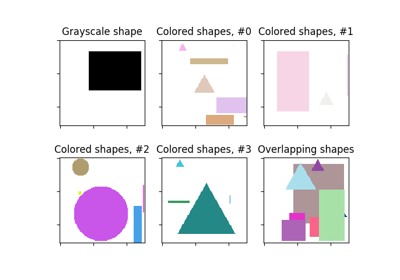 Grayscale shape
Colored shapes, #0
Colored shapes, #1
Colored shapes, #2
Colored shapes, #3
Overlapping shapes